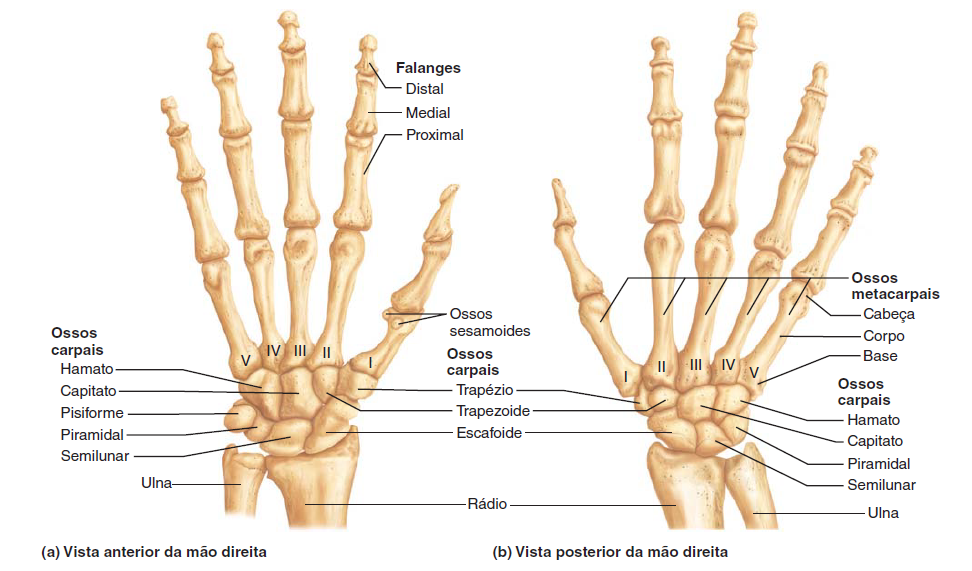 Falanges
Distal
Medial
Proximal
Ossos
sesamoides
Ossos
carpais
Hamato
Capitato
Pisiforme
Piramidal
Semilunar
Ulna
V IV III II I
Ossos
carpais
Trapézio
Trapezoide
Escafoide
Rádio
I II III IV V
Ossos
metacarpais
Cabeça
Corpo
Base
Ossos
carpais
Hamato
Capitato
Piramidal
Semilunar
Ulna
(a) Vista anterior da mão direita
(b) Vista posterior da mão direita